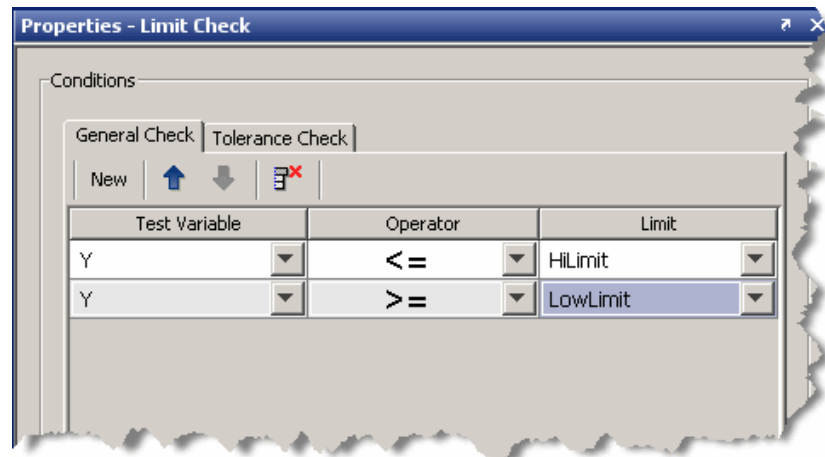 Properties - Limit Check
Conditions
General Check Tolerance Check
New
Test Variable Operator Limit
Y <= HiLimit
Y >= LowLimit